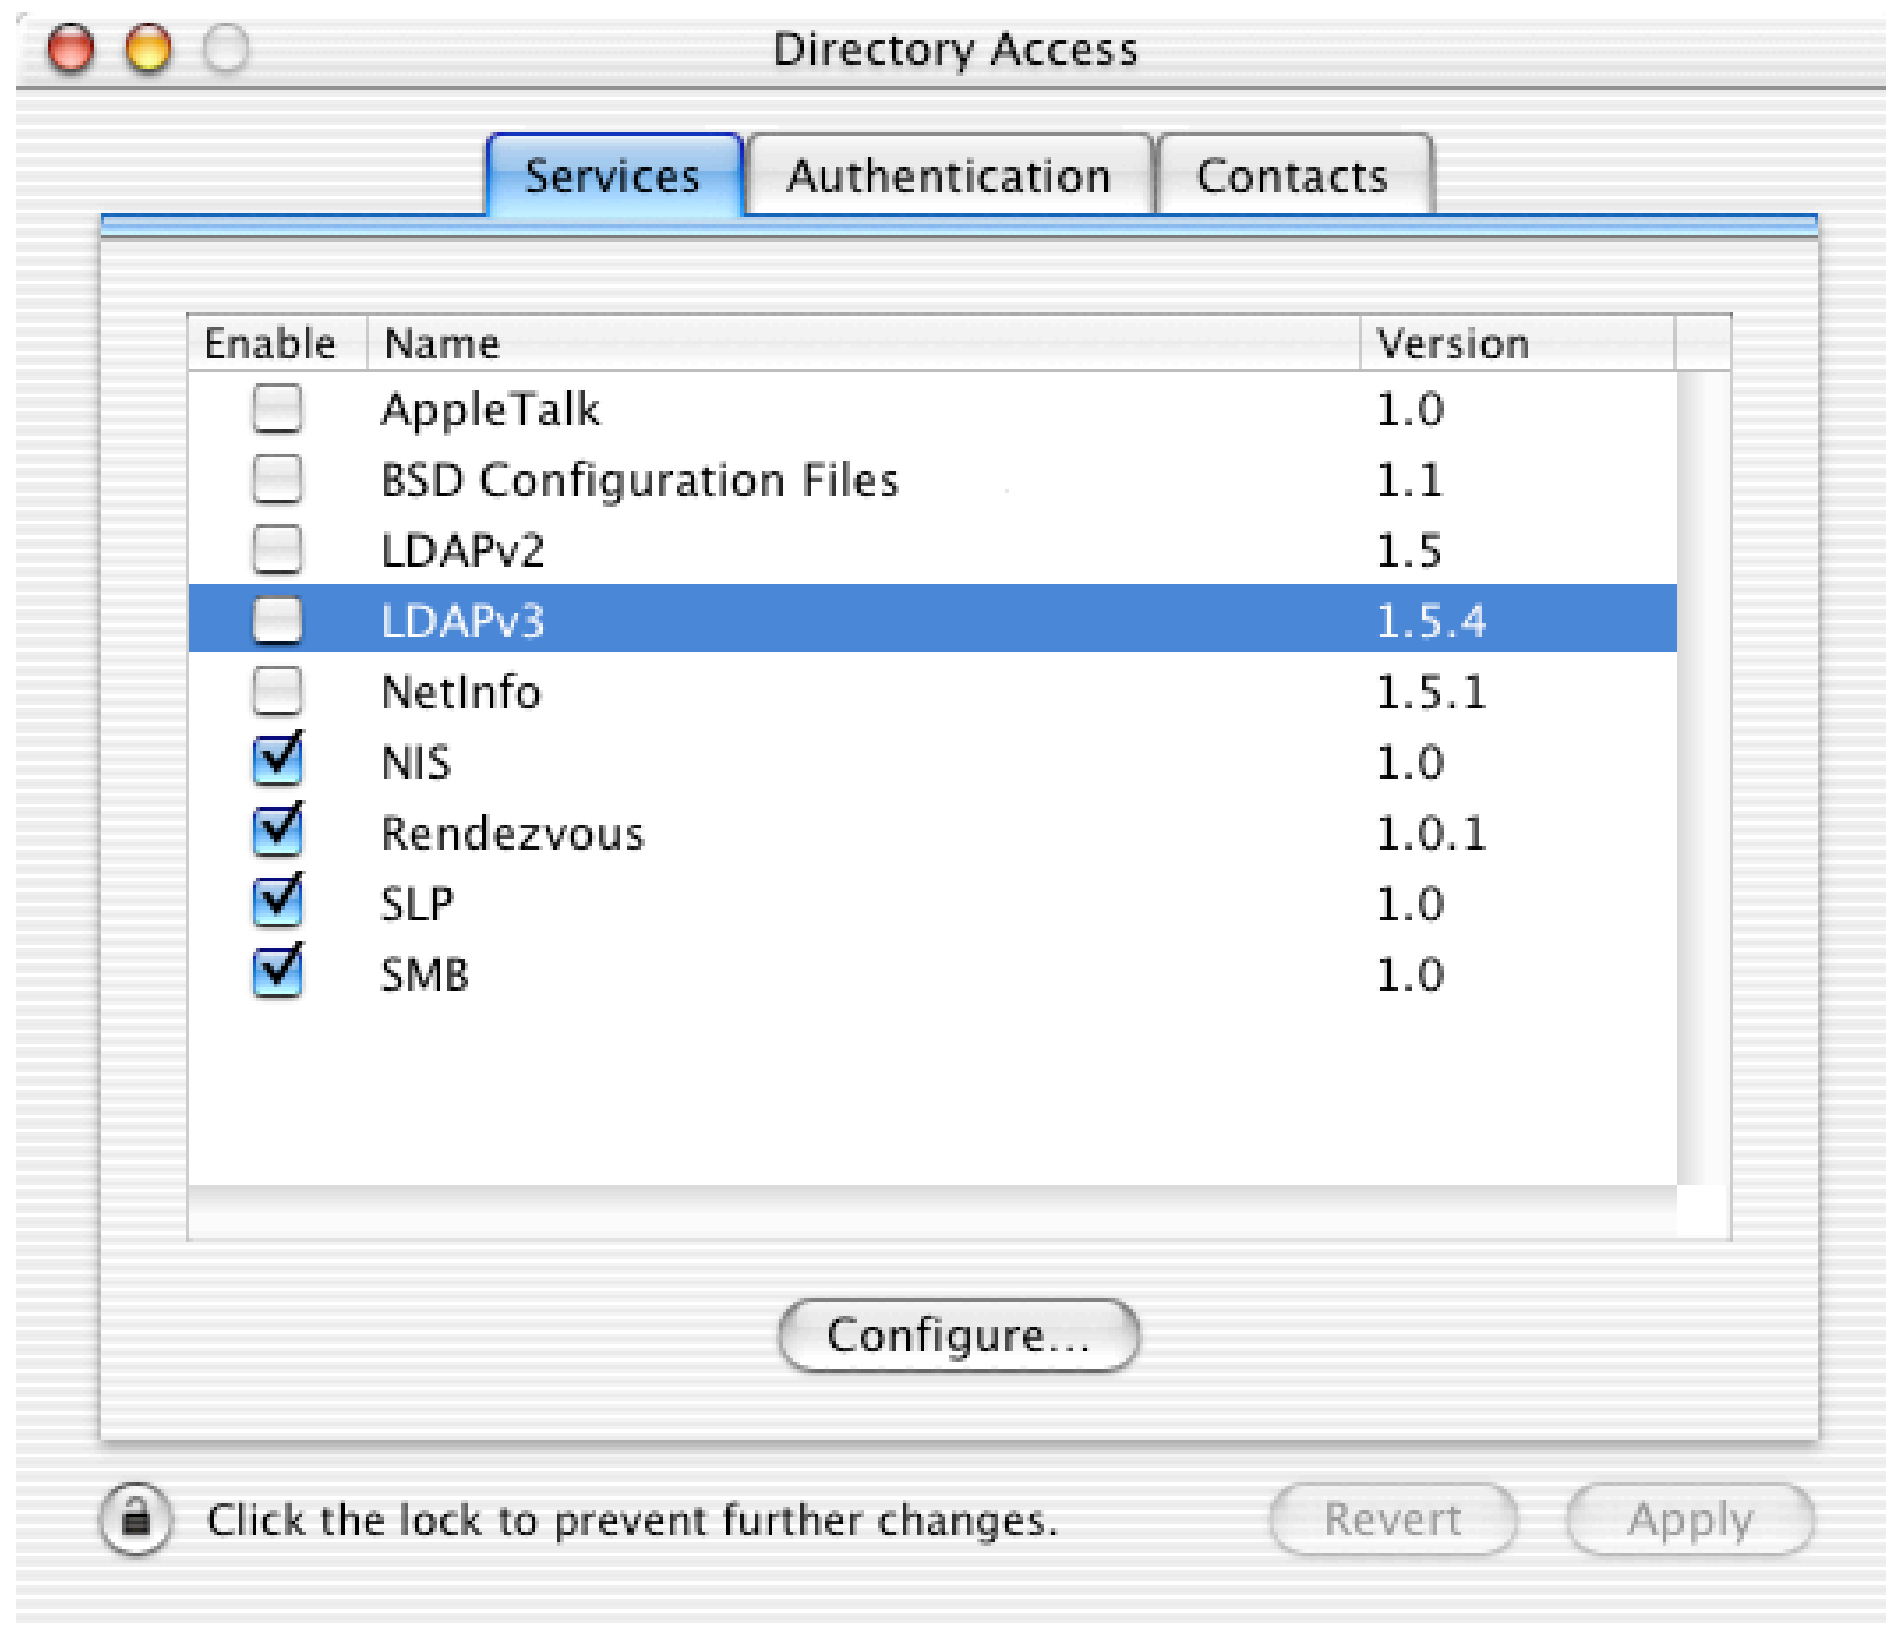 Directory Access
Services Authentication Contacts
Enable Name Version
AppleTalk 1.0
BSD Configuration Files 1.1
LDAPv2 1.5
LDAPv3 1.5.4
NetInfo 1.5.1
NIS 1.0
Rendezvous 1.0.1
SLP 1.0
SMB 1.0
Configure...
Click the lock to prevent further changes. Revert Apply